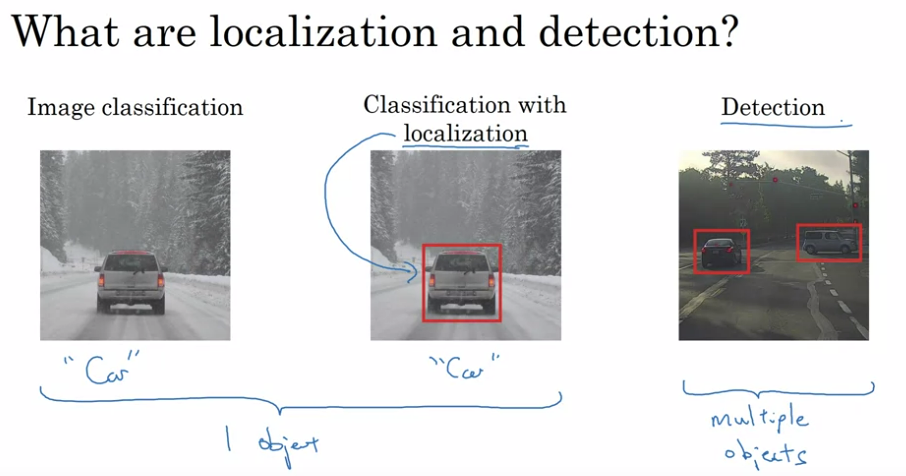 What are localization and detection?
Image classification
Classification with
localization
Detection
"Car"
"Car"
1 object
multiple
objects